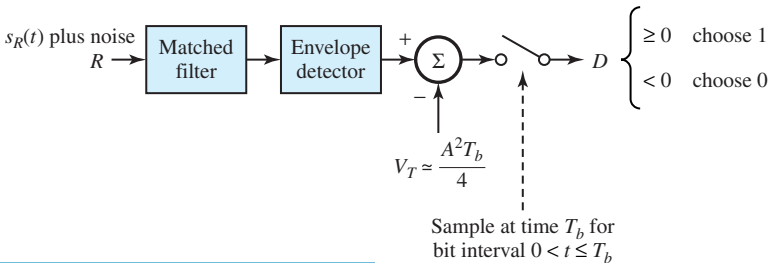 s_R(t) plus noise
R
Matched
filter
Envelope
detector
+
Σ
−
D
≥ 0 choose 1
< 0 choose 0
V_T ≃ A²T_b / 4
Sample at time T_b for
bit interval 0 < t ≤ T_b